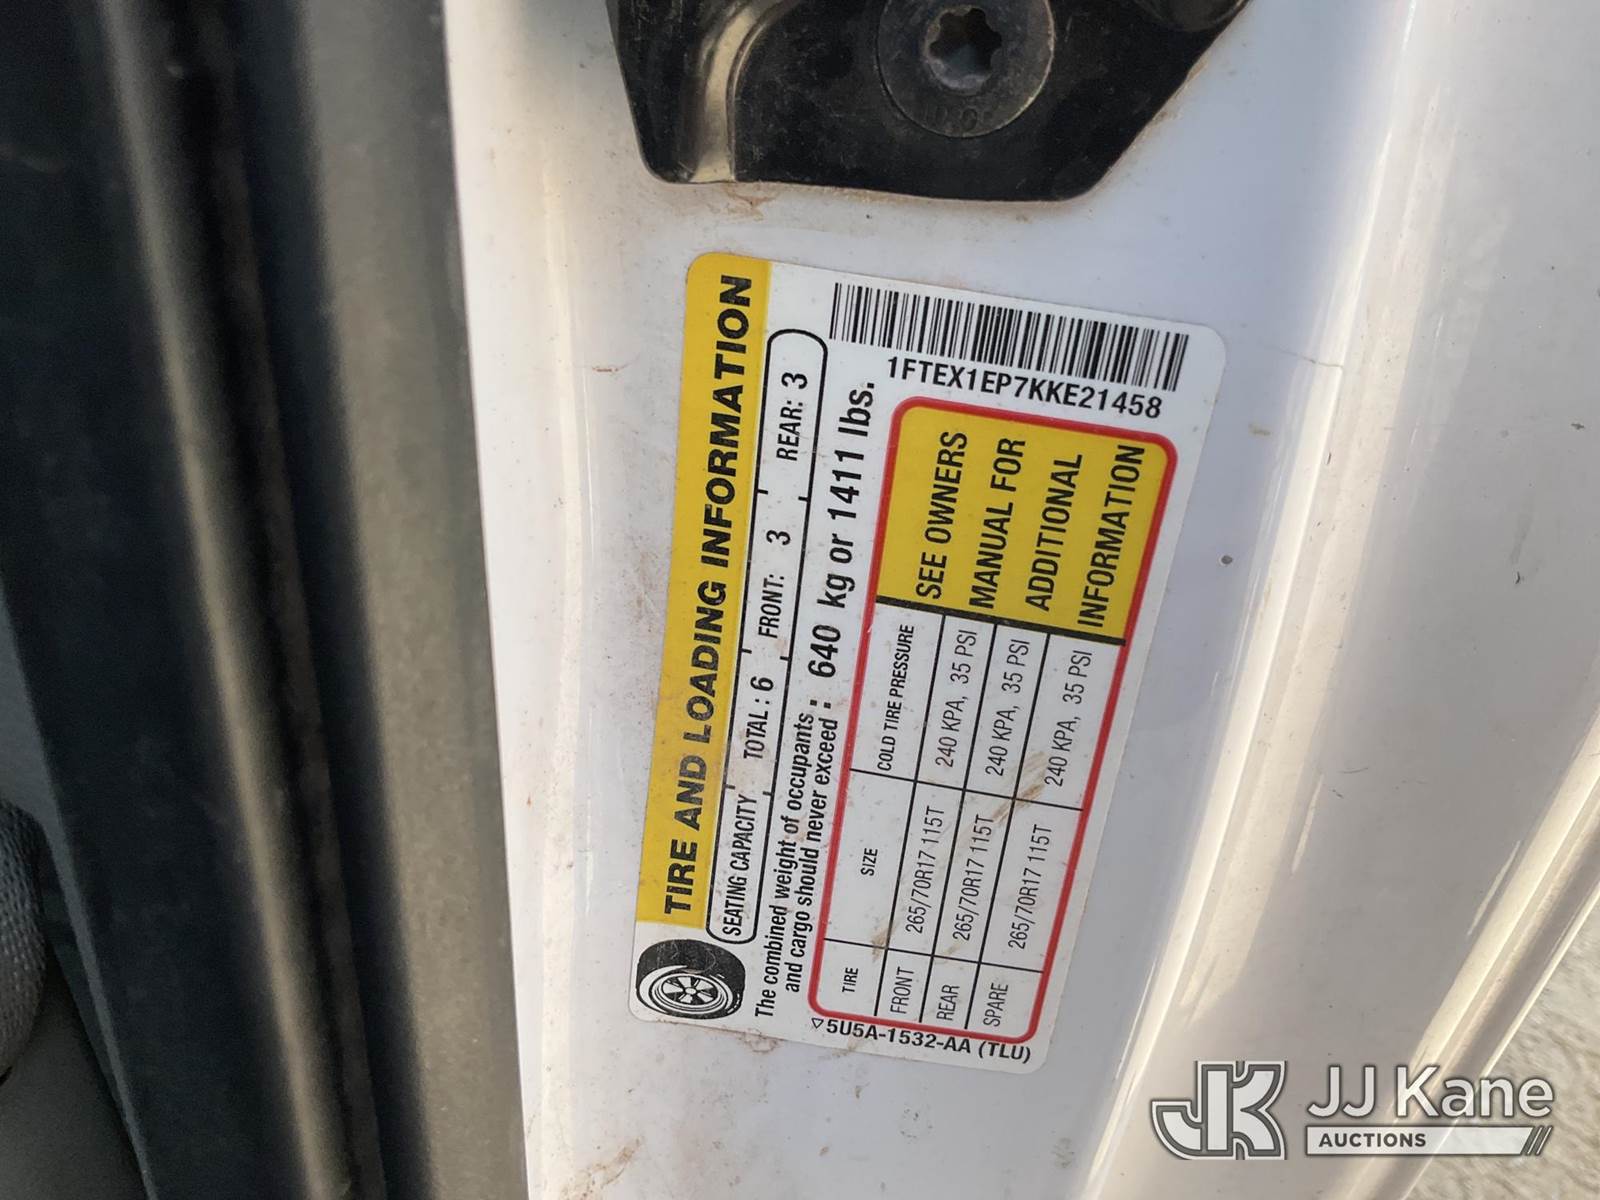 TIRE AND LOADING INFORMATION
SEATING CAPACITY TOTAL: 6 FRONT: 3 REAR: 3
The combined weight of occupants
and cargo should never exceed : 640 kg or 1411 lbs.
1FTEX1EP7KKE21458
TIRE SIZE COLD TIRE PRESSURE
FRONT 265/70R17 115T 240 KPA, 35 PSI
REAR 265/70R17 115T 240 KPA, 35 PSI
SPARE 265/70R17 115T 240 KPA, 35 PSI
SEE OWNERS
MANUAL FOR
ADDITIONAL
INFORMATION
▽5U5A-1532-AA (TLU)
JK JJ Kane
AUCTIONS